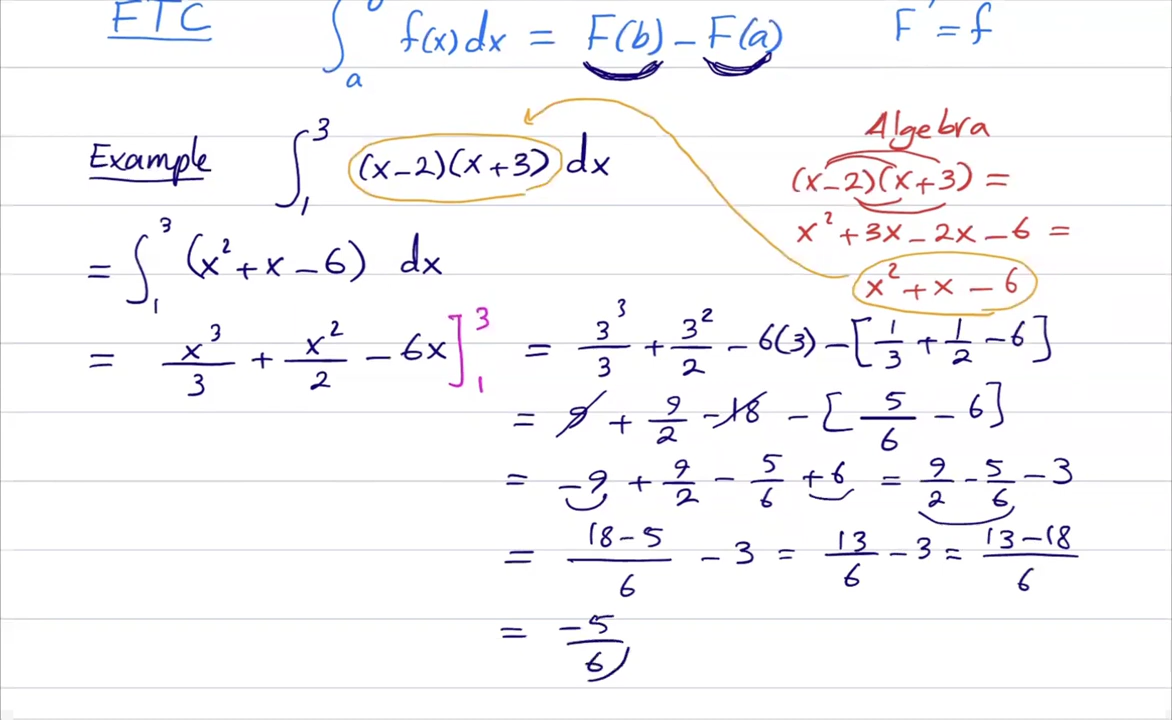 FTC ∫ₐᵇ f(x) dx = F(b) – F(a) F' = f
Example ∫₁³ (x–2)(x+3) dx
= ∫₁³ (x²+x–6) dx
= x³/3 + x²/2 – 6x]₁³ = 3³/3 + 3²/2 – 6(3) – [1/3 + 1/2 – 6]
= 9 + 9/2 – 18 – [5/6 – 6]
= –9 + 9/2 – 5/6 + 6 = 9/2 – 5/6 – 3
= (18–5)/6 – 3 = 13/6 – 3 = (13–18)/6
= –5/6
Algebra
(x–2)(x+3) =
x²+3x–2x–6 =
x²+x–6